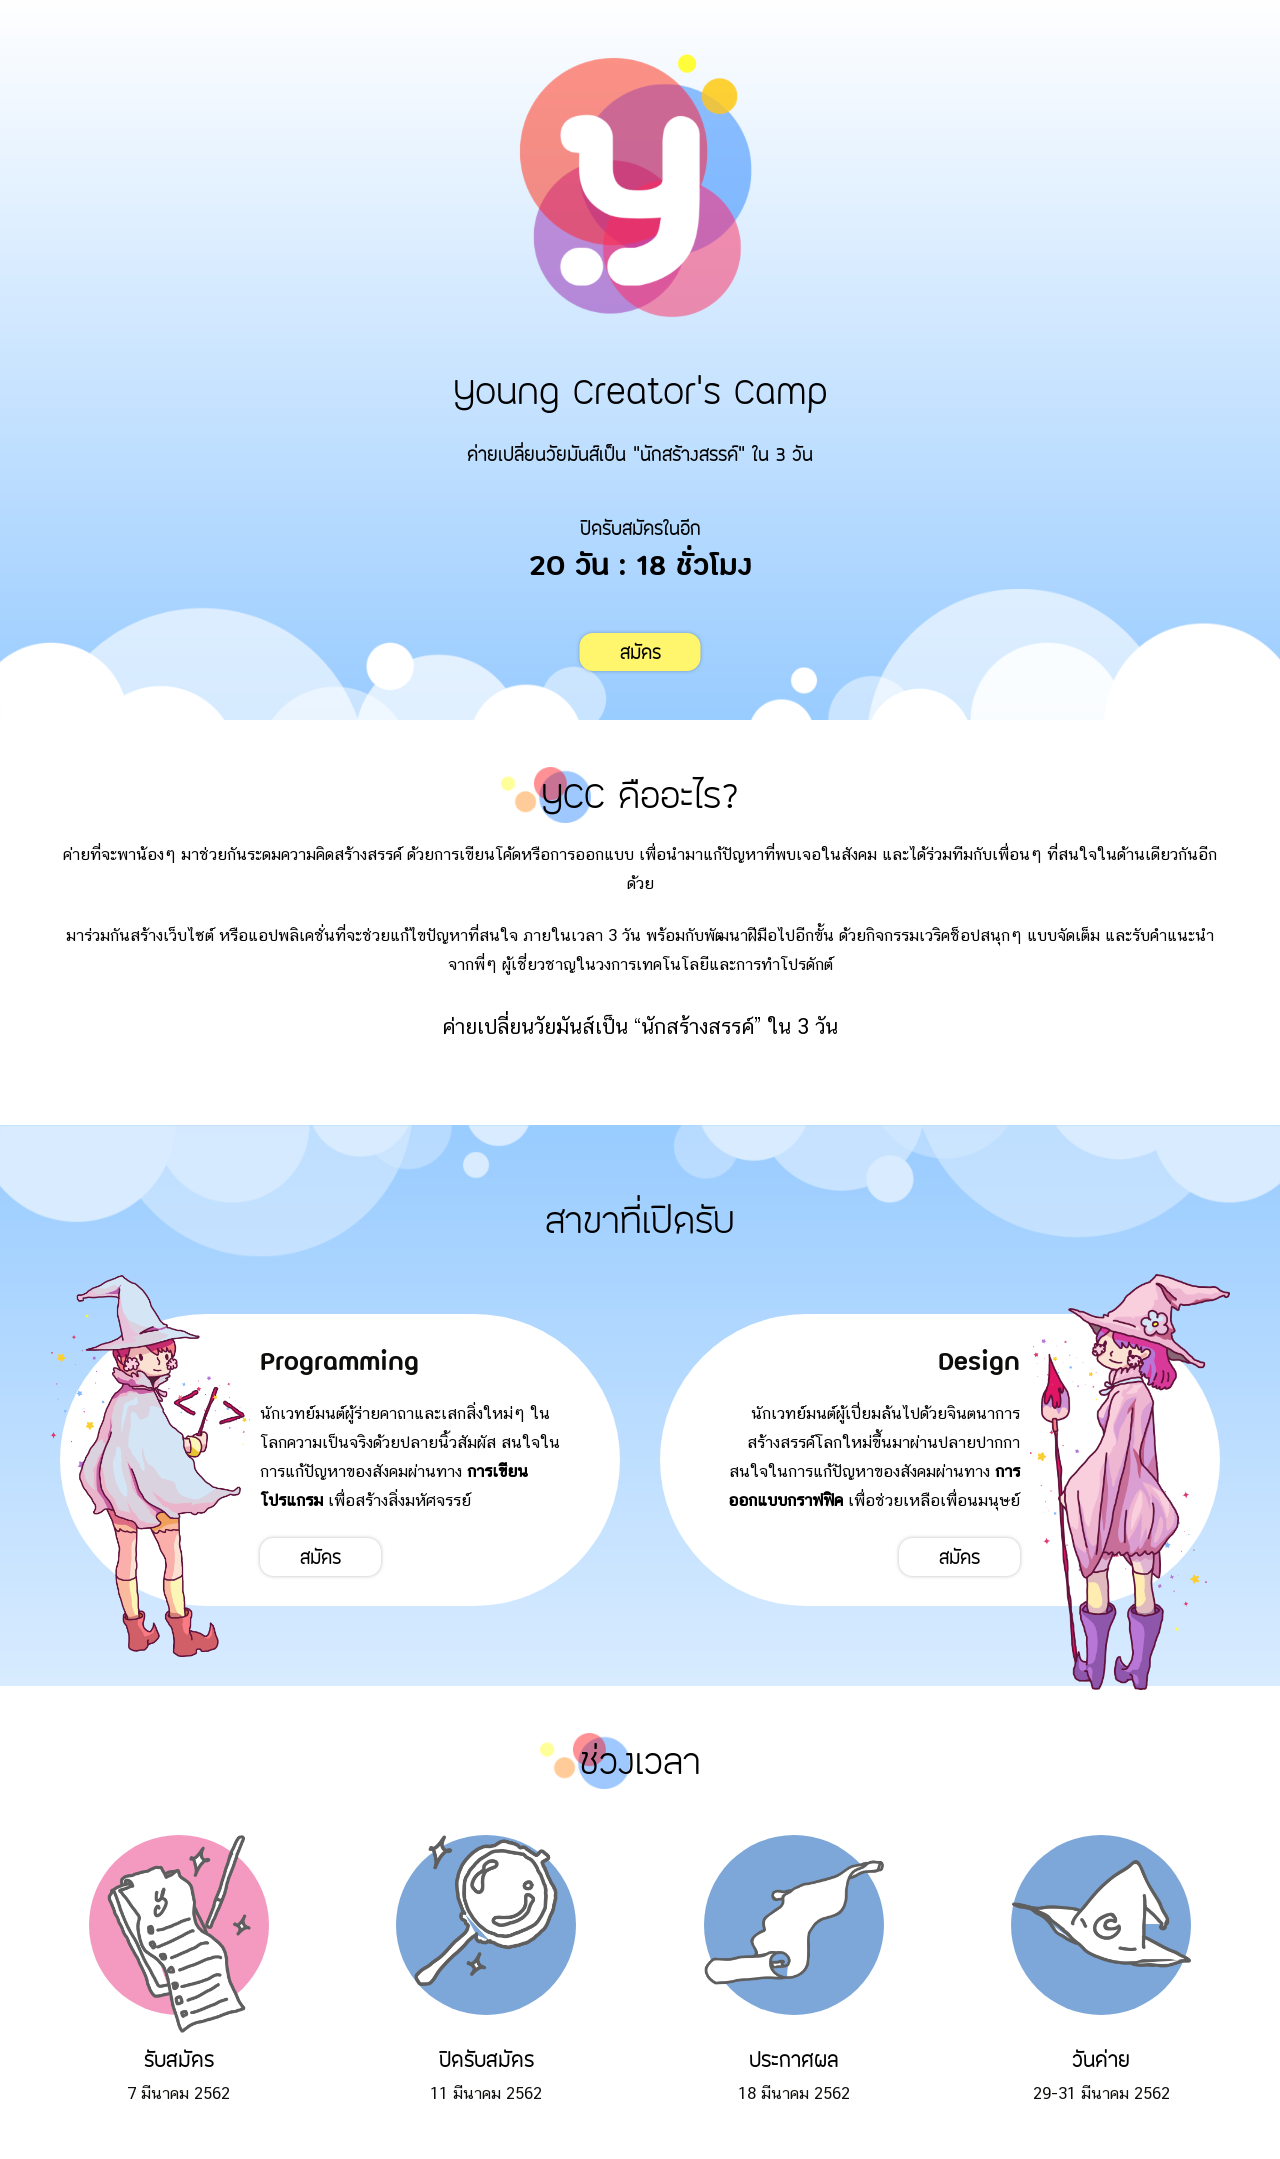 y
Young Creator's Camp
ค่ายเปลี่ยนวัยมันส์เป็น "นักสร้างสรรค์" ใน 3 วัน
ปิดรับสมัครในอีก
20 วัน : 18 ชั่วโมง
สมัคร
YCC คืออะไร?
ค่ายที่จะพาน้องๆ มาช่วยกันระดมความคิดสร้างสรรค์ ด้วยการเขียนโค้ดหรือการออกแบบ เพื่อนำมาแก้ปัญหาที่พบเจอในสังคม และได้ร่วมทีมกับเพื่อนๆ ที่สนใจในด้านเดียวกันอีก
ด้วย
มาร่วมกันสร้างเว็บไซต์ หรือแอปพลิเคชั่นที่จะช่วยแก้ไขปัญหาที่สนใจ ภายในเวลา 3 วัน พร้อมกับพัฒนาฝีมือไปอีกขั้น ด้วยกิจกรรมเวริคช็อปสนุกๆ แบบจัดเต็ม และรับคำแนะนำ
จากพี่ๆ ผู้เชี่ยวชาญในวงการเทคโนโลยีและการทำโปรดักต์
ค่ายเปลี่ยนวัยมันส์เป็น “นักสร้างสรรค์” ใน 3 วัน
สาขาที่เปิดรับ
Programming
นักเวทย์มนต์ผู้ร่ายคาถาและเสกสิ่งใหม่ๆ ใน
โลกความเป็นจริงด้วยปลายนิ้วสัมผัส สนใจใน
การแก้ปัญหาของสังคมผ่านทาง การเขียน
โปรแกรม เพื่อสร้างสิ่งมหัศจรรย์
สมัคร
Design
นักเวทย์มนต์ผู้เปี่ยมล้นไปด้วยจินตนาการ
สร้างสรรค์โลกใหม่ขึ้นมาผ่านปลายปากกา
สนใจในการแก้ปัญหาของสังคมผ่านทาง การ
ออกแบบกราฟฟิค เพื่อช่วยเหลือเพื่อนมนุษย์
สมัคร
ช่วงเวลา
รับสมัคร
7 มีนาคม 2562
ปิดรับสมัคร
11 มีนาคม 2562
ประกาศผล
18 มีนาคม 2562
วันค่าย
29-31 มีนาคม 2562